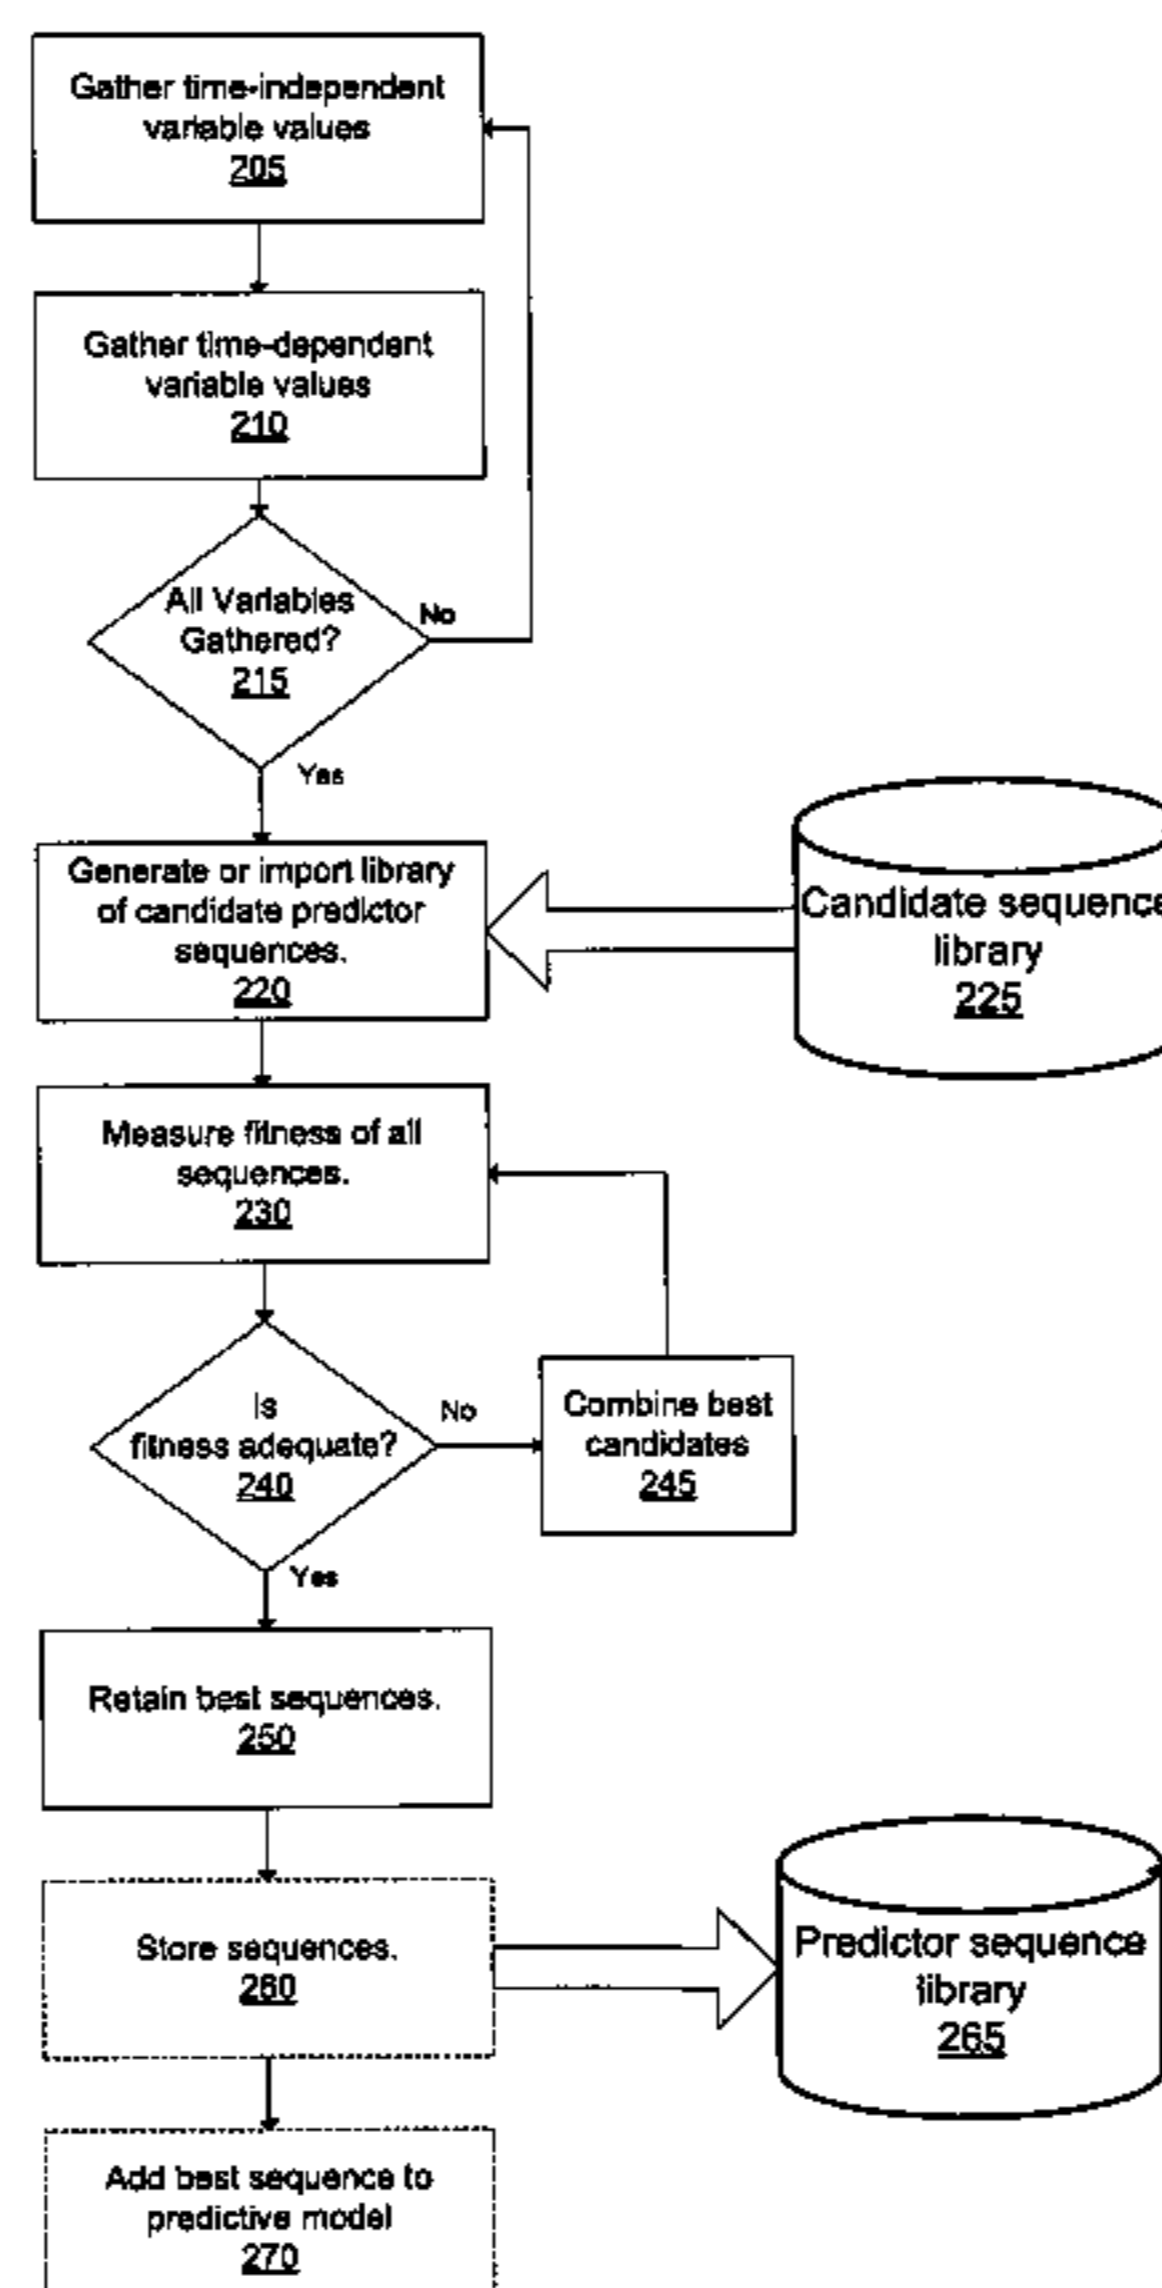 Gather time-independent
variable values
205
Gather time-dependent
variable values
210
All Variables
Gathered?
215
No
Yes
Generate or import library
of candidate predictor
sequences.
220
Candidate sequence
library
225
Measure fitness of all
sequences.
230
Is
fitness adequate?
240
No
Combine best
candidates
245
Yes
Retain best sequences.
250
Store sequences.
260
Predictor sequence
library
265
Add best sequence to
predictive model
270